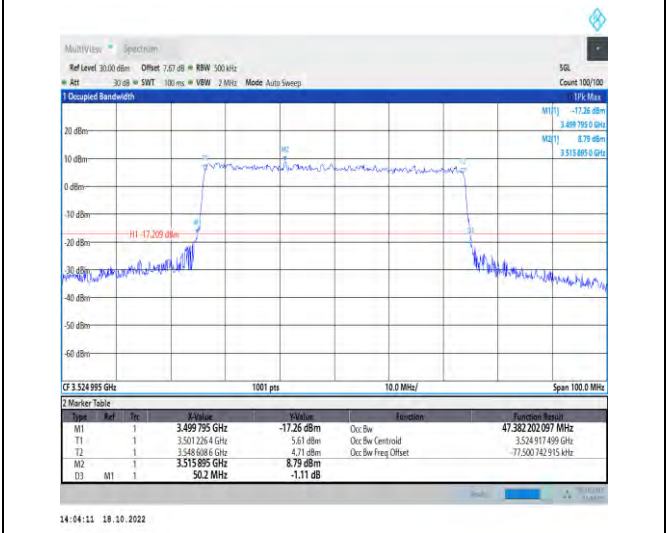 MultiView Spectrum
Ref Level 30.00 dBm Offset 7.67 dB RBW 500 kHz SGL
Att 30 dB SWT 100 ms VBW 2 MHz Mode Auto Sweep Count 100/100
1 Occupied Bandwidth 1Pk Max
M1[1] -17.26 dBm
3.499 795 0 GHz
M2[1] 8.79 dBm
3.515 895 0 GHz
20 dBm
10 dBm
M2
T1
0 dBm
-10 dBm
H1 -17.209 dBm
-30 dBm
-40 dBm
-50 dBm
-60 dBm
CF 3.524 995 GHz 1001 pts 10.0 MHz/ Span 100.0 MHz
2 Marker Table
Type Ref Trc X-Value Y-Value Function Function Result
M1 1 3.499 795 GHz -17.26 dBm Occ Bw 47.382 202 097 MHz
T1 1 3.501 226 4 GHz 5.61 dBm Occ Bw Centroid 3.524 917 499 GHz
T2 1 3.548 608 6 GHz 4.71 dBm Occ Bw Freq Offset -77.500 742 915 kHz
M2 1 3.515 895 GHz 8.79 dBm
D3 M1 1 50.2 MHz -1.11 dB
14:04:11 18.10.2022